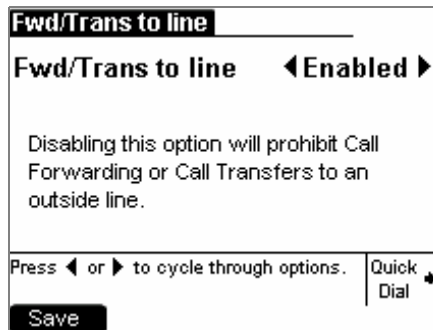 Fwd/Trans to line
Fwd/Trans to line ◀Enabled▶
Disabling this option will prohibit Call
Forwarding or Call Transfers to an
outside line.
Press ◀ or ▶ to cycle through options.
Quick
Dial
Save